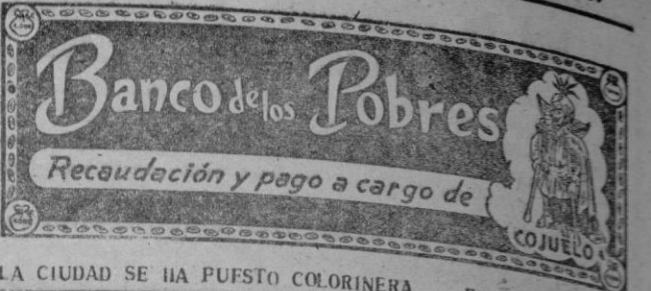 Banco de los Pobres
Recaudación y pago a cargo de
COJUELO
LA CIUDAD SE HA PUESTO COLORINERA